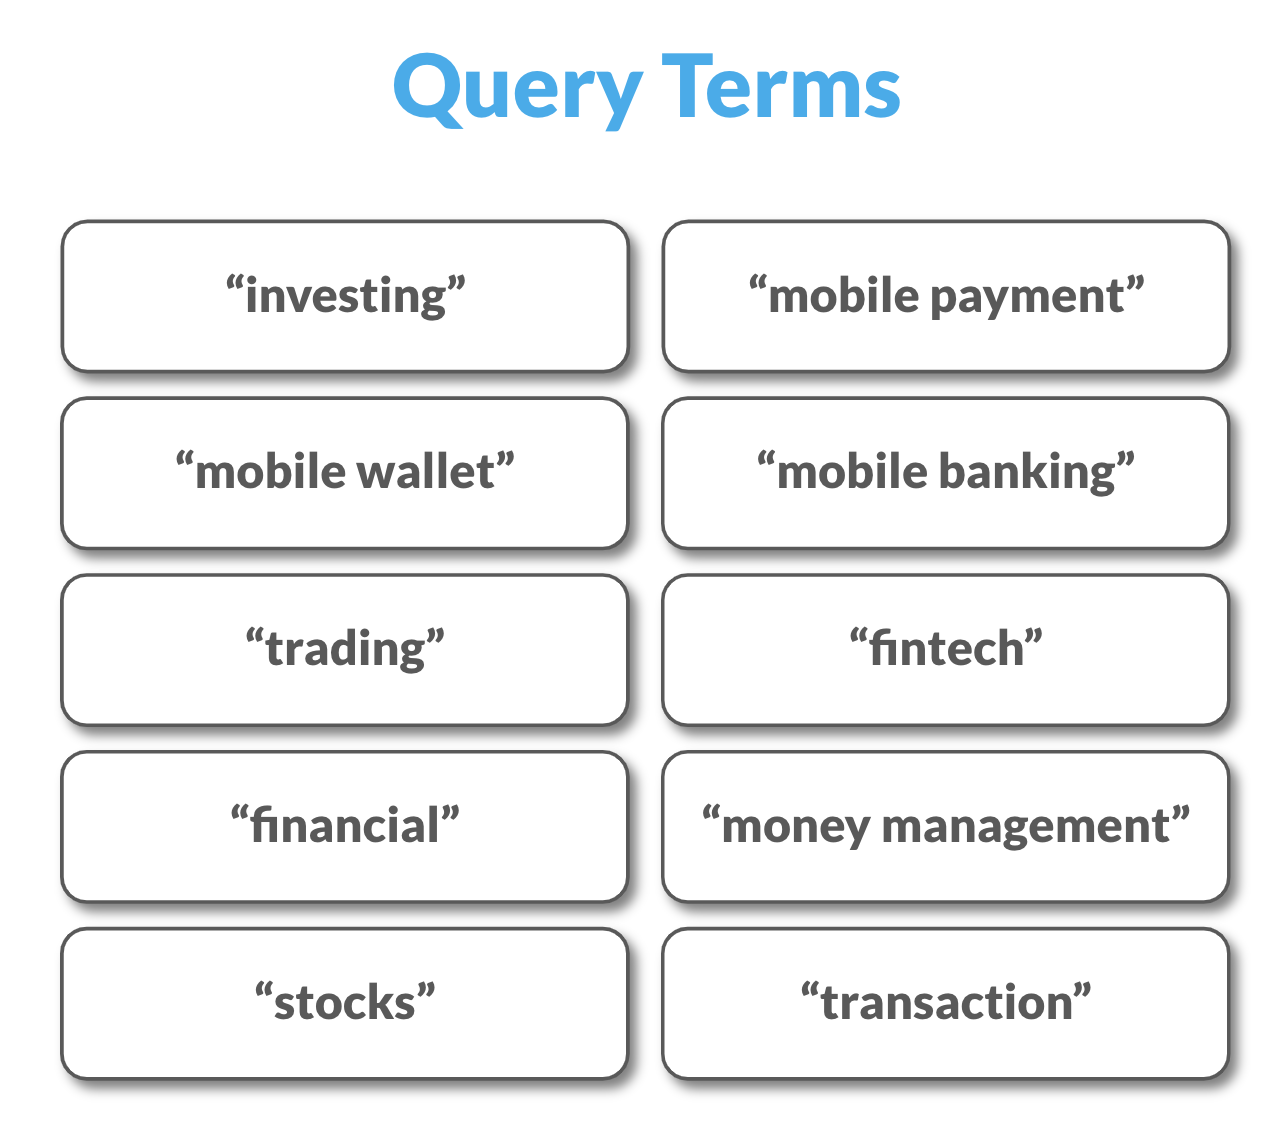 Query Terms
“investing”
“mobile payment”
“mobile wallet”
“mobile banking”
“trading”
“fintech”
“financial”
“money management”
“stocks”
“transaction”